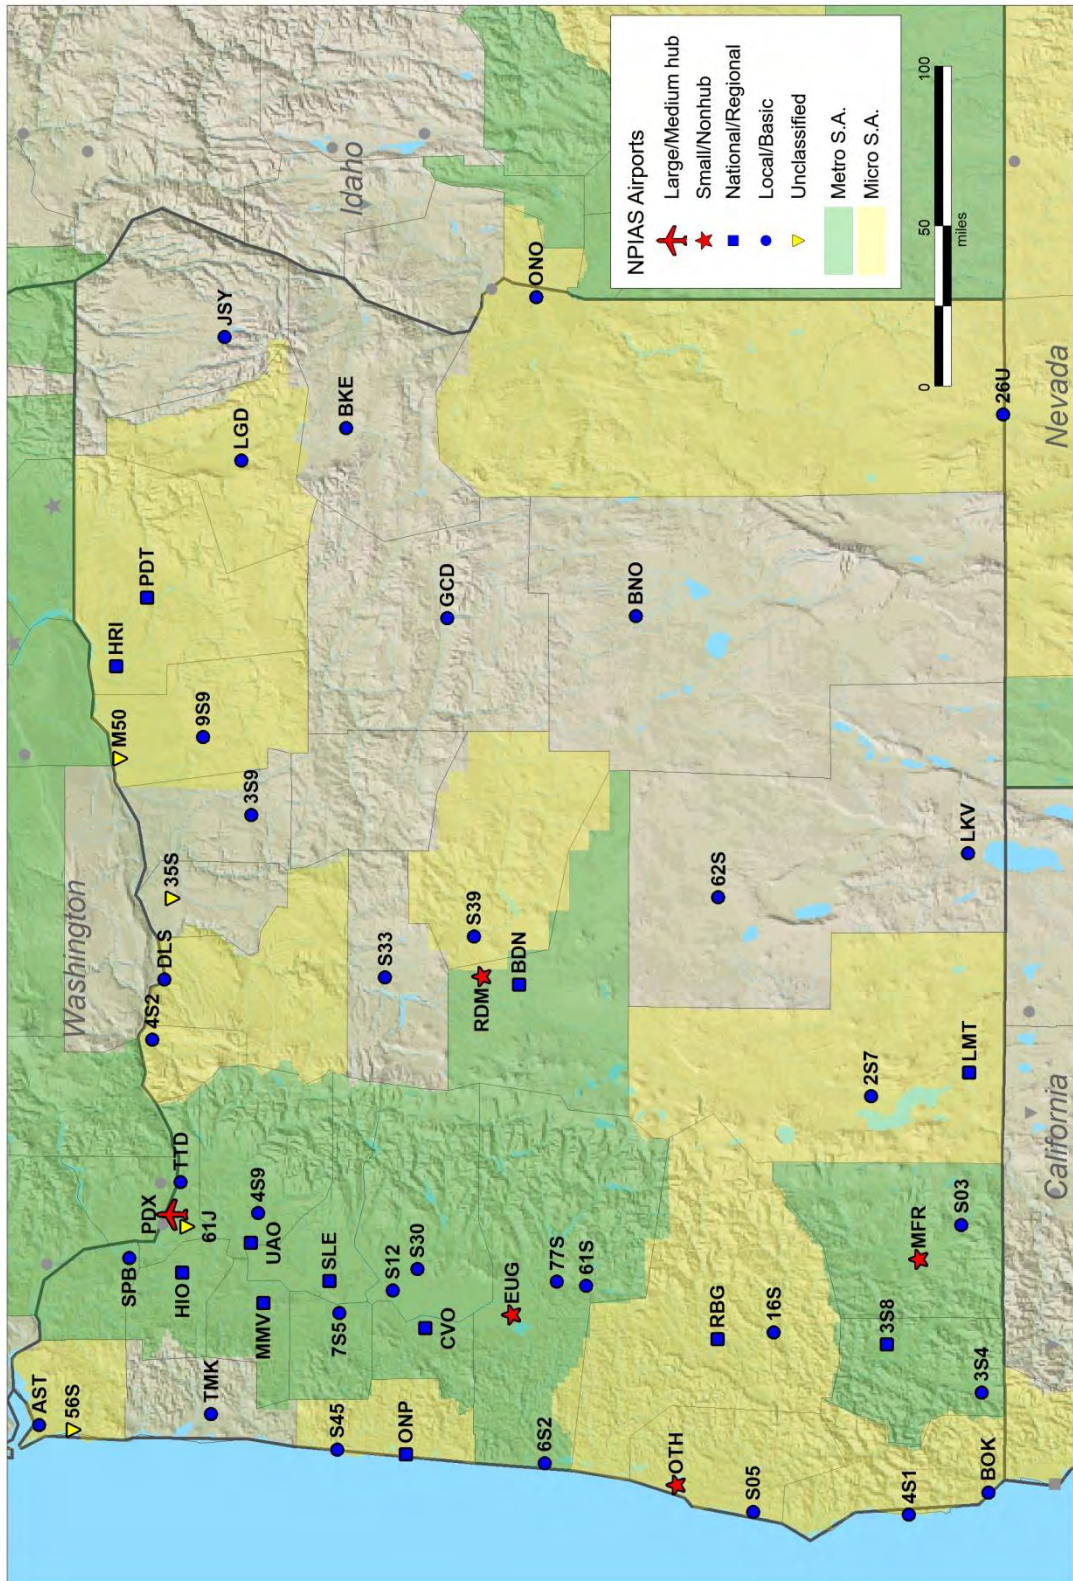 Washington
Idaho
AST
56S
SPB
PDX
TTD
4S2
DLS
35S
M50
HRI
PDT
61J
HIO
TMK
4S9
UAO
MMV
3S9
9S9
LGD
JSY
SLE
7S5
S45
S12
S30
CVO
ONP
S33
BKE
GCD
EUG
77S
61S
6S2
RDM
S39
BDN
ONO
OTH
RBG
S05
16S
62S
BNO
3S8
MFR
4S1
2S7
S03
3S4
BOK
LMT
LKV
26U
California
Nevada
NPIAS Airports
Large/Medium hub
Small/Nonhub
National/Regional
Local/Basic
Unclassified
Metro S.A.
Micro S.A.
0 50 100
miles